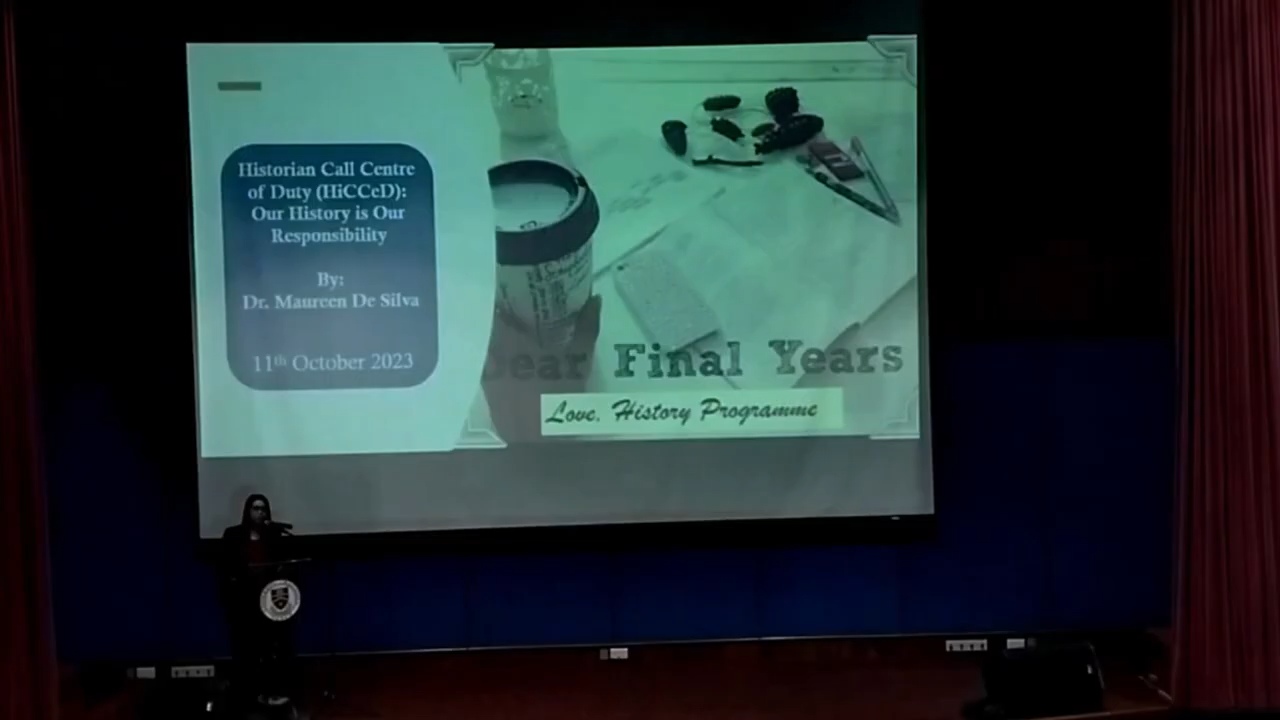 Historian Call Centre
of Duty (HiCCeD):
Our History is Our
Responsibility
By:
Dr. Maureen De Silva
11th October 2023
Dear Final Years
Love, History Programme